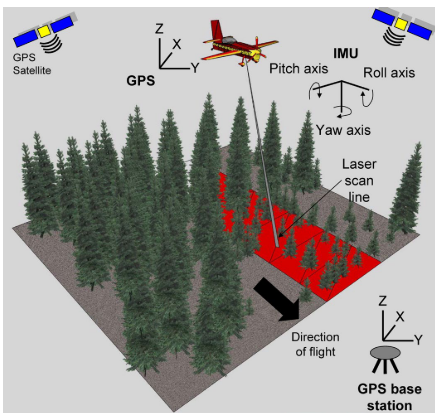 GPS
Satellite
Z
X
Y
GPS
IMU
Pitch axis
Roll axis
Yaw axis
Laser
scan
line
Direction
of flight
Z
X
Y
GPS base
station